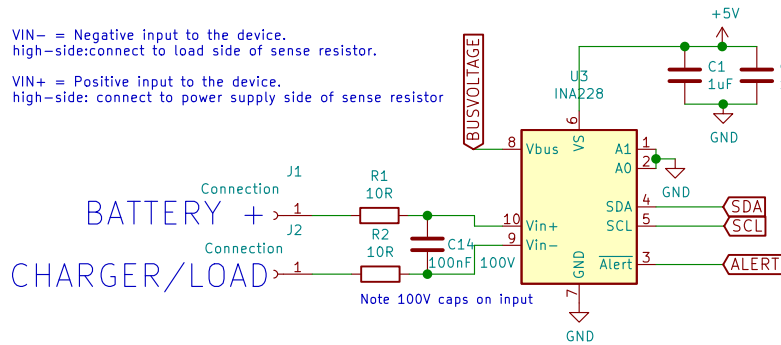 VIN- = Negative input to the device.
high-side:connect to load side of sense resistor.
VIN+ = Positive input to the device.
high-side: connect to power supply side of sense resistor
+5V
BUSVOLTAGE
U3
INA228
C1
1uF
GND
6
VS
8
Vbus
A1
1
A0
2
GND
J1
Connection
1
BATTERY +
R1
10R
J2
Connection
1
CHARGER/LOAD
R2
10R
C14
100nF
100V
10
Vin+
9
Vin-
SDA
4
SDA
SCL
5
SCL
Alert
3
ALERT
GND
7
GND
Note 100V caps on input